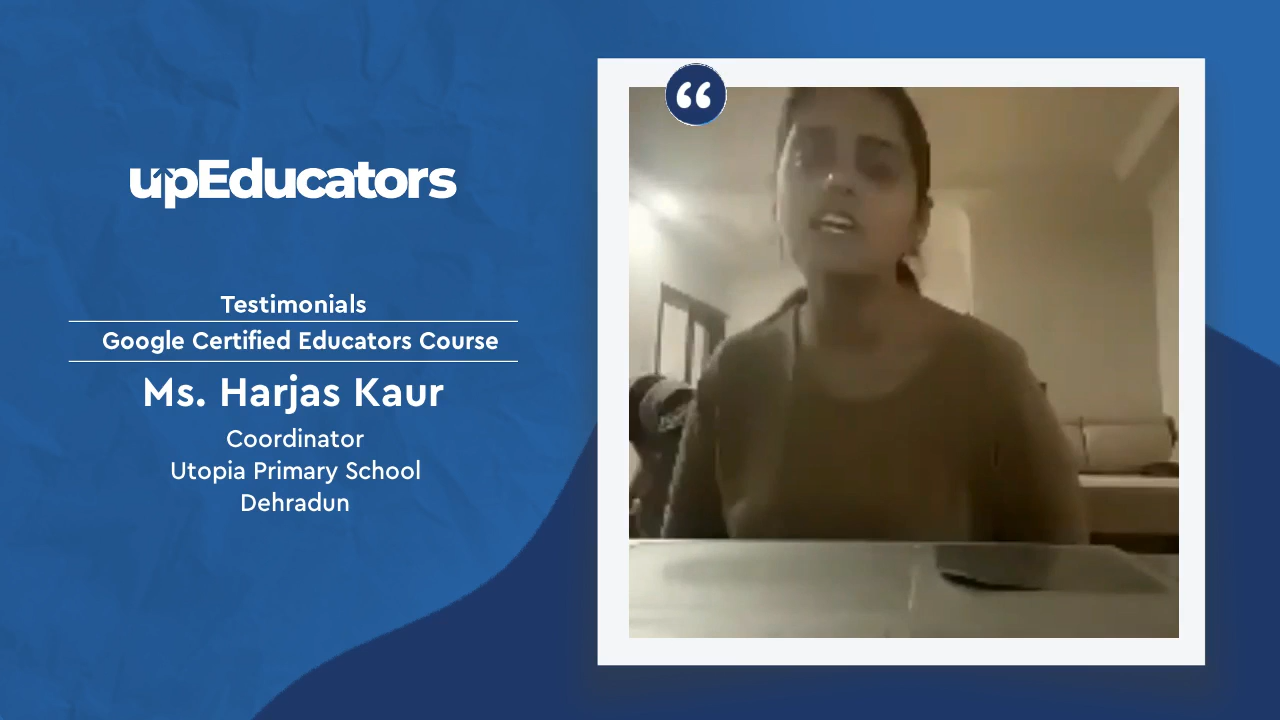 upEducators
Testimonials
Google Certified Educators Course
Ms. Harjas Kaur
Coordinator
Utopia Primary School
Dehradun